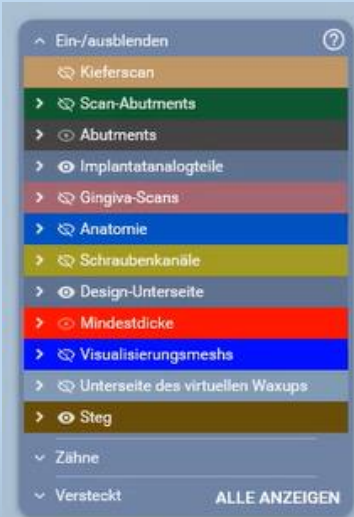 Ein-/ausblenden
Kieferscan
Scan-Abutments
Abutments
Implantatanalogteile
Gingiva-Scans
Anatomie
Schraubenkanäle
Design-Unterseite
Mindestdicke
Visualisierungsmeshs
Unterseite des virtuellen Waxups
Steg
Zähne
Versteckt ALLE ANZEIGEN